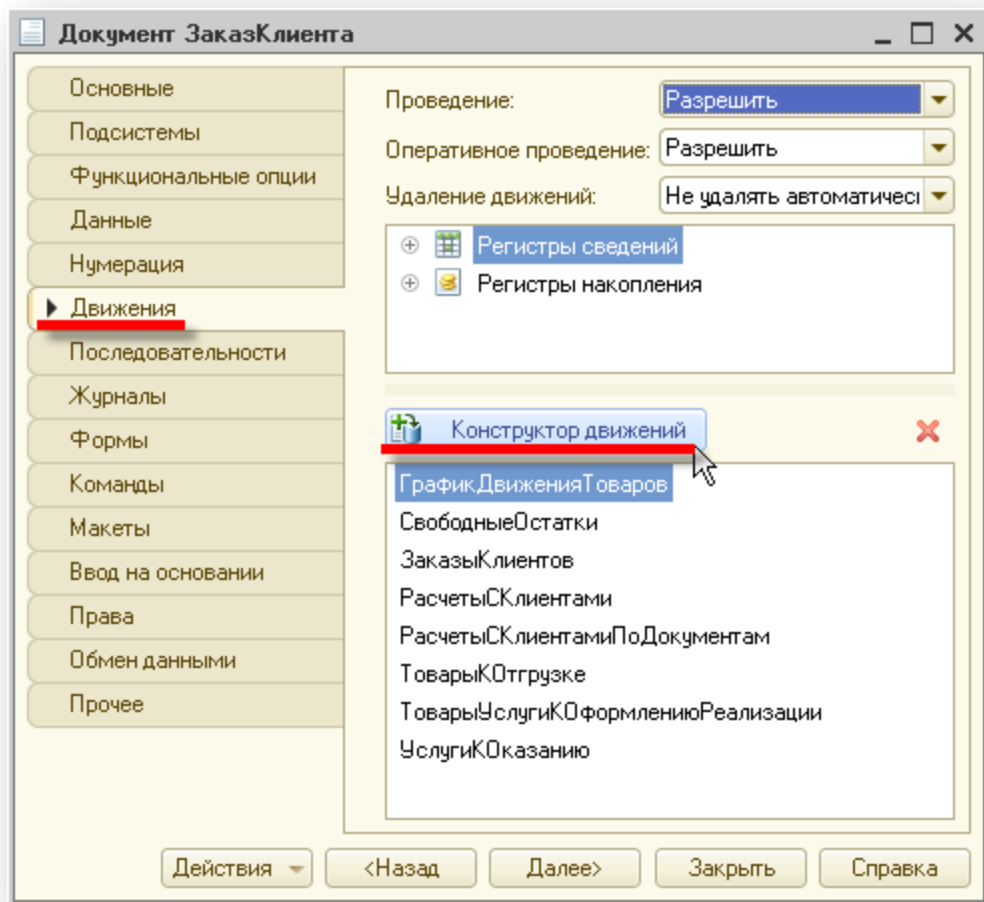 Документ ЗаказКлиента
Основные
Подсистемы
Функциональные опции
Данные
Нумерация
Движения
Последовательности
Журналы
Формы
Команды
Макеты
Ввод на основании
Права
Обмен данными
Прочее
Проведение: Разрешить
Оперативное проведение: Разрешить
Удаление движений: Не удалять автоматичес
Регистры сведений
Регистры накопления
Конструктор движений
ГрафикДвиженияТоваров
СвободныеОстатки
ЗаказыКлиентов
РасчетыСКлиентами
РасчетыСКлиентамиПоДокументам
ТоварыКОтгрузке
ТоварыУслугиКОформлениюРеализации
УслугиКОказанию
Действия <Назад Далее> Закрыть Справка